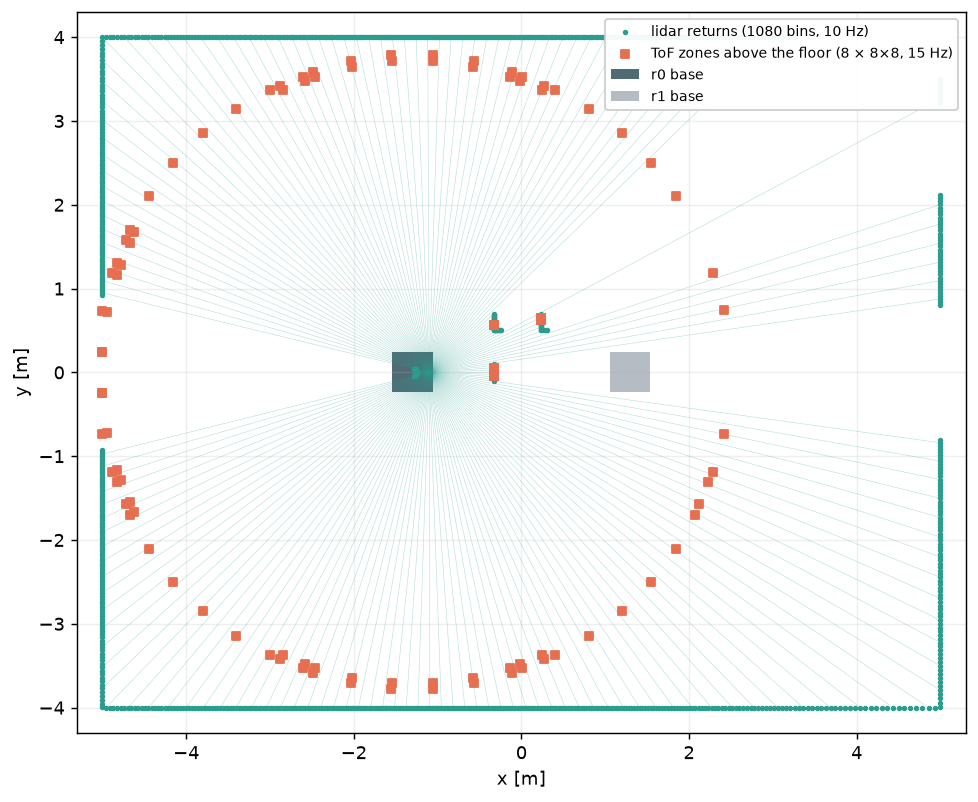 lidar returns (1080 bins, 10 Hz)
ToF zones above the floor (8 × 8×8, 15 Hz)
r0 base
r1 base
4
3
2
1
0
−1
−2
−3
−4
y [m]
−4
−2
0
2
4
x [m]